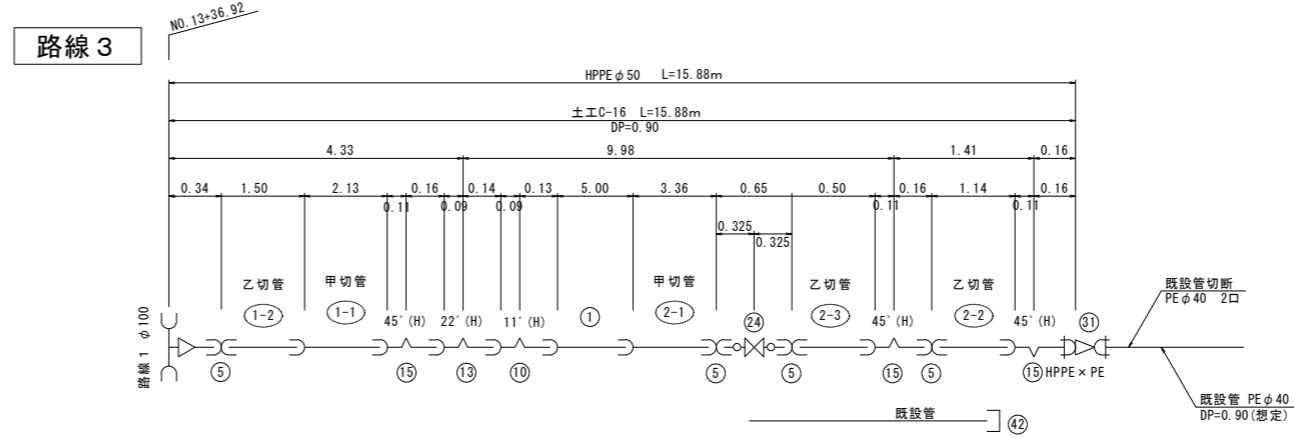 NO.13+36.92
路線３
HPPEφ50 L=15.88m
土工C-16 L=15.88m
DP=0.90
4.33 9.98 1.41 0.16
0.34 1.50 2.13 0.16 0.14 0.13 5.00 3.36 0.65 0.50 0.16 1.14 0.16
0.11 0.09 0.09 0.11 0.11
0.325 0.325
乙切管 甲切管 甲切管 乙切管 乙切管
1-2 1-1 45°(H) 22°(H) 11°(H) 1 2-1 24 2-3 45°(H) 2-2 45°(H) 31
既設管切断
PEφ40 2口
路線１ φ100
5 15 13 10 5 5 15 5 15 HPPE×PE
既設管 PEφ40
DP=0.90(想定)
既設管 42